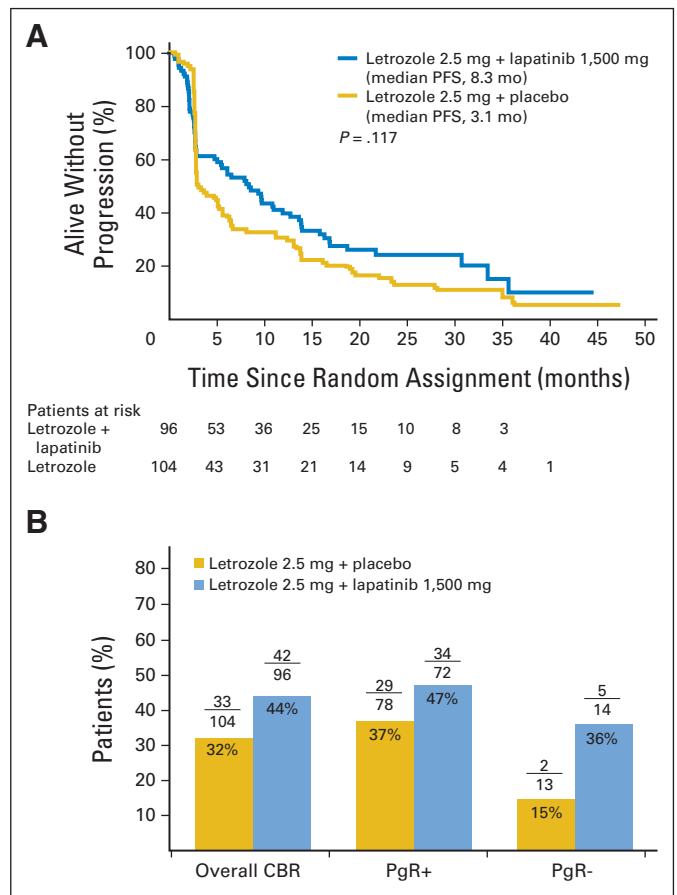 A
100
80
60
40
20
Alive Without
Progression (%)
Letrozole 2.5 mg + lapatinib 1,500 mg
(median PFS, 8.3 mo)
Letrozole 2.5 mg + placebo
(median PFS, 3.1 mo)
P = .117
0 5 10 15 20 25 30 35 40 45 50
Time Since Random Assignment (months)
Patients at risk
Letrozole +
lapatinib
96 53 36 25 15 10 8 3
Letrozole 104 43 31 21 14 9 5 4 1
B
80
70
60
50
40
30
20
10
Patients (%)
Letrozole 2.5 mg + placebo
Letrozole 2.5 mg + lapatinib 1,500 mg
33
104
32%
42
96
44%
29
78
37%
34
72
47%
2
13
15%
5
14
36%
Overall CBR PgR+ PgR-